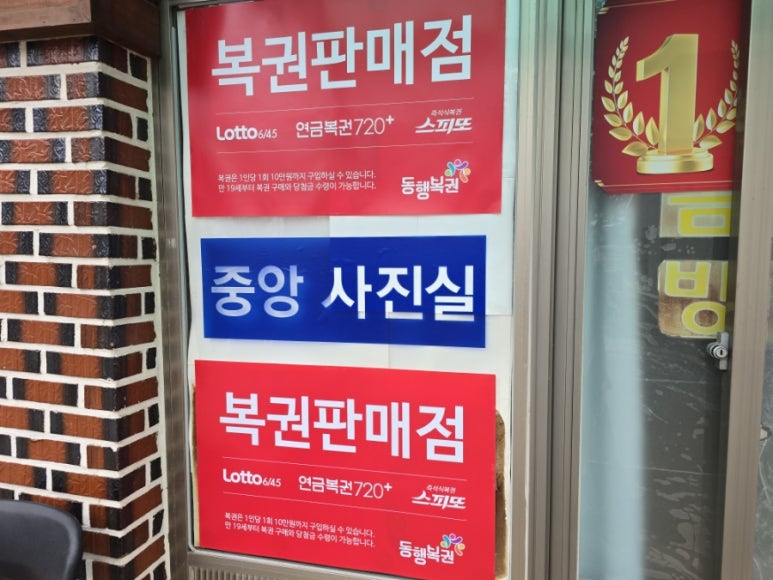 복권판매점
Lotto 6/45 연금복권720+ 즉석식복권 스피또
복권은 1인당 1회 10만원까지 구입하실 수 있습니다.
만 19세부터 복권 구매와 당첨금 수령이 가능합니다.
동행복권
중앙 사진실
복권판매점
Lotto 6/45 연금복권720+ 즉석식복권 스피또
복권은 1인당 1회 10만원까지 구입하실 수 있습니다.
만 19세부터 복권 구매와 당첨금 수령이 가능합니다.
동행복권
1
빙